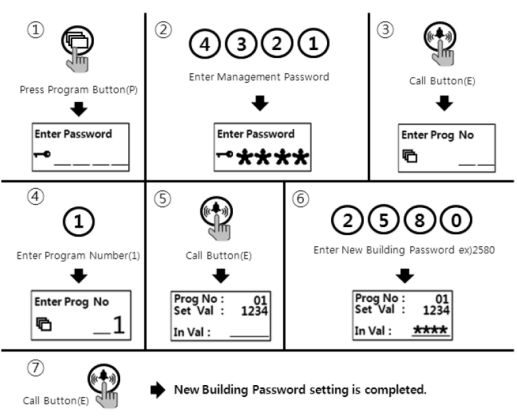 ①
Press Program Button(P)
Enter Password
_ _ _ _
②
4 3 2 1
Enter Management Password
Enter Password
****
③
Call Button(E)
Enter Prog No
_ _
④
1
Enter Program Number(1)
Enter Prog No
_1
⑤
Call Button(E)
Prog No : 01
Set Val : 1234
In Val : ____
⑥
2 5 8 0
Enter New Building Password ex)2580
Prog No : 01
Set Val : 1234
In Val : ****
⑦
Call Button(E)
New Building Password setting is completed.